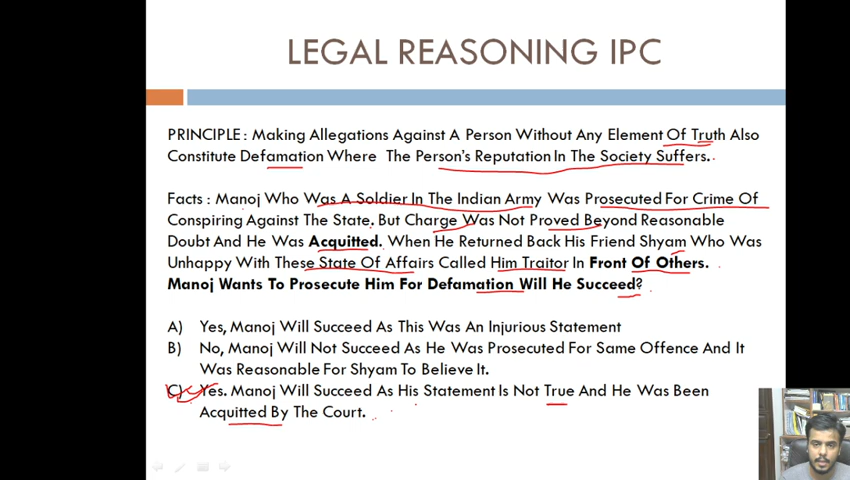 LEGAL REASONING IPC
PRINCIPLE : Making Allegations Against A Person Without Any Element Of Truth Also
Constitute Defamation Where The Person's Reputation In The Society Suffers.
Facts : Manoj Who Was A Soldier In The Indian Army Was Prosecuted For Crime Of
Conspiring Against The State. But Charge Was Not Proved Beyond Reasonable
Doubt And He Was Acquitted. When He Returned Back His Friend Shyam Who Was
Unhappy With These State Of Affairs Called Him Traitor In Front Of Others.
Manoj Wants To Prosecute Him For Defamation Will He Succeed?
A) Yes, Manoj Will Succeed As This Was An Injurious Statement
B) No, Manoj Will Not Succeed As He Was Prosecuted For Same Offence And It
Was Reasonable For Shyam To Believe It.
C) Yes. Manoj Will Succeed As His Statement Is Not True And He Was Been
Acquitted By The Court.